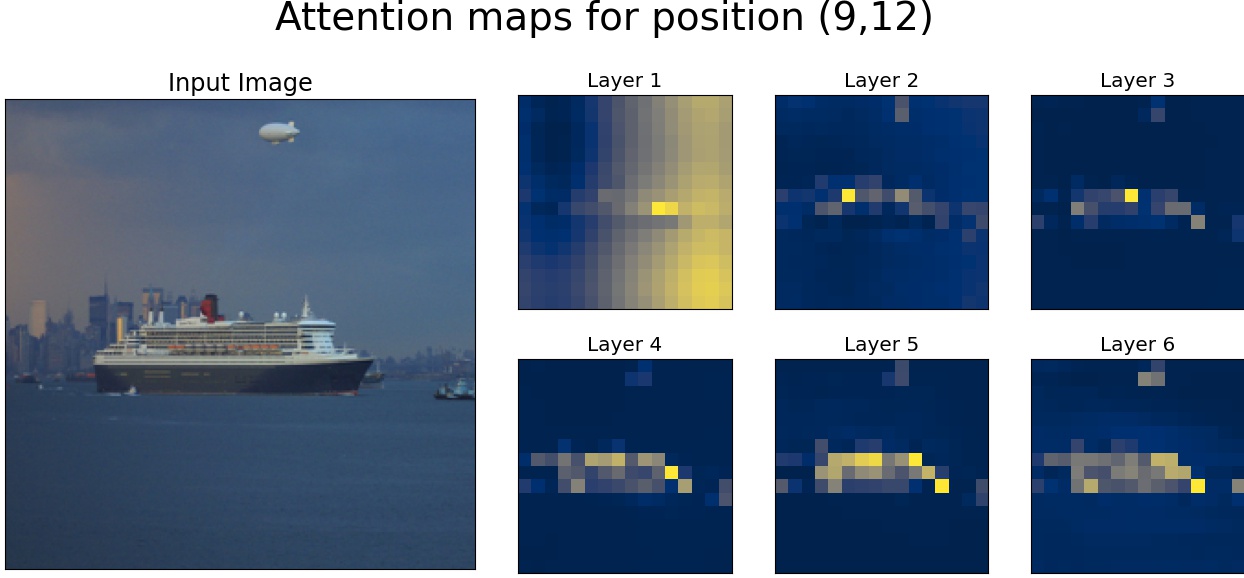 Attention maps for position (9,12)
Input Image
Layer 1
Layer 2
Layer 3
Layer 4
Layer 5
Layer 6